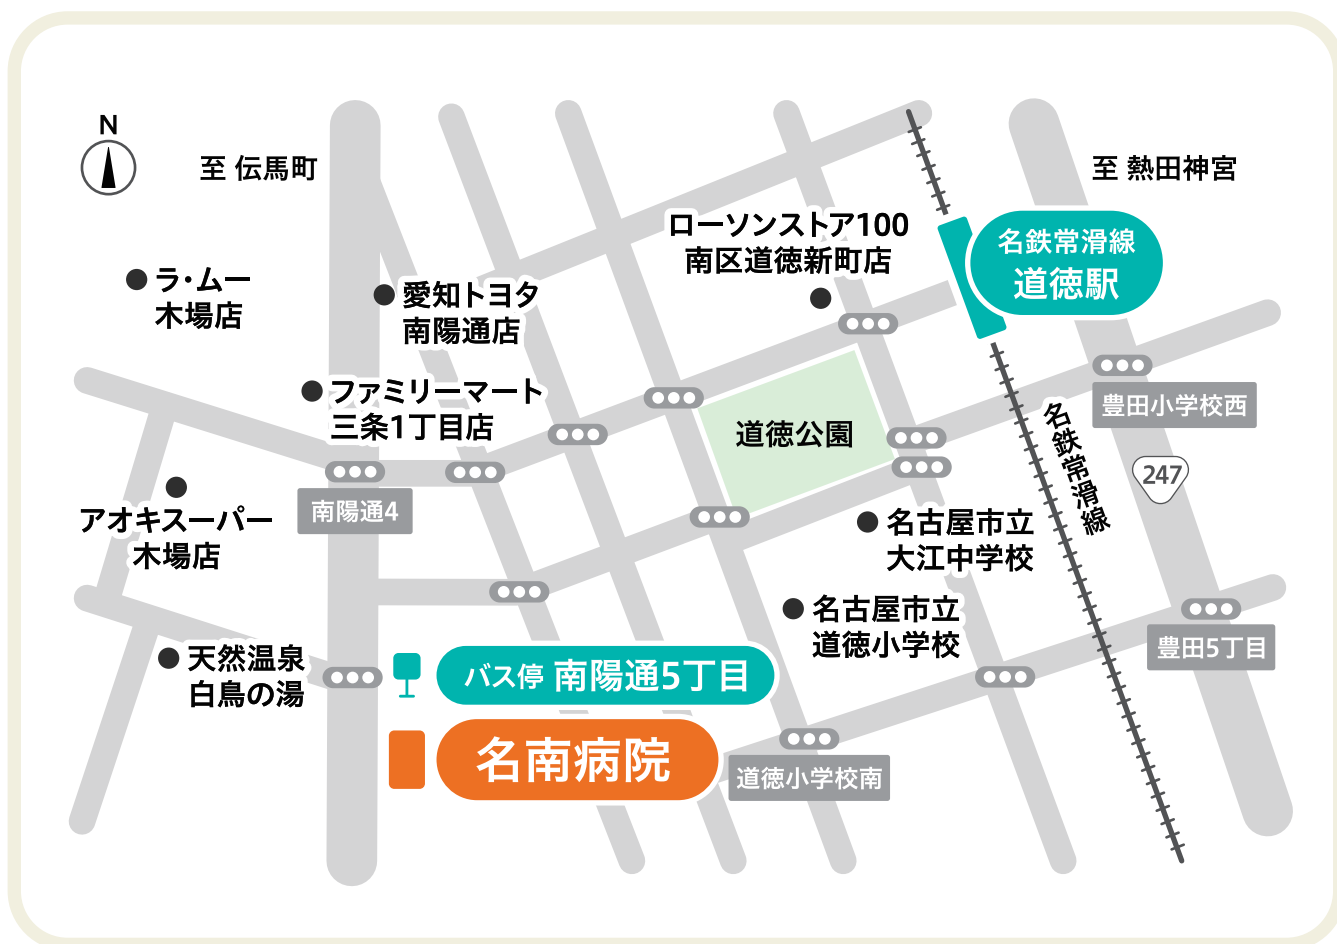 N
至 伝馬町
至 熱田神宮
ローソンストア100
南区道徳新町店
名鉄常滑線
道徳駅
ラ・ムー
木場店
愛知トヨタ
南陽通店
ファミリーマート
三条1丁目店
豊田小学校西
道徳公園
名鉄常滑線
247
アオキスーパー
木場店
南陽通4
名古屋市立
大江中学校
名古屋市立
道徳小学校
豊田5丁目
天然温泉
白鳥の湯
バス停 南陽通5丁目
名南病院
道徳小学校南